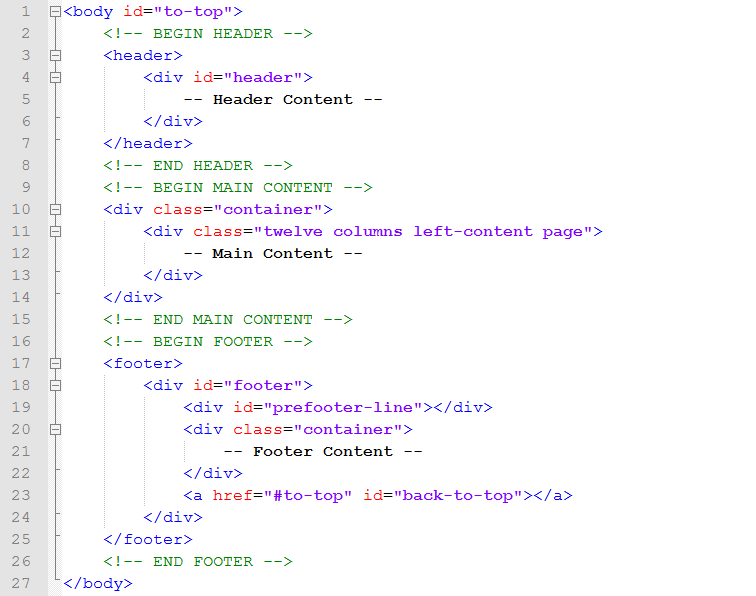 1 <body id="to-top">
2 <!-- BEGIN HEADER -->
3 <header>
4 <div id="header">
5 -- Header Content --
6 </div>
7 </header>
8 <!-- END HEADER -->
9 <!-- BEGIN MAIN CONTENT -->
10 <div class="container">
11 <div class="twelve columns left-content page">
12 -- Main Content --
13 </div>
14 </div>
15 <!-- END MAIN CONTENT -->
16 <!-- BEGIN FOOTER -->
17 <footer>
18 <div id="footer">
19 <div id="prefooter-line"></div>
20 <div class="container">
21 -- Footer Content --
22 </div>
23 <a href="#to-top" id="back-to-top"></a>
24 </div>
25 </footer>
26 <!-- END FOOTER -->
27 </body>